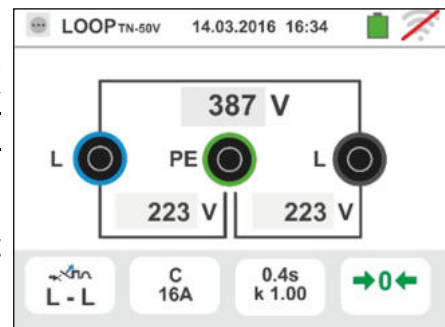 LOOP TN-50V 14.03.2016 16:34
387 V
L PE L
223 V 223 V
L - L
C
16A
0.4s
k 1.00
→0←